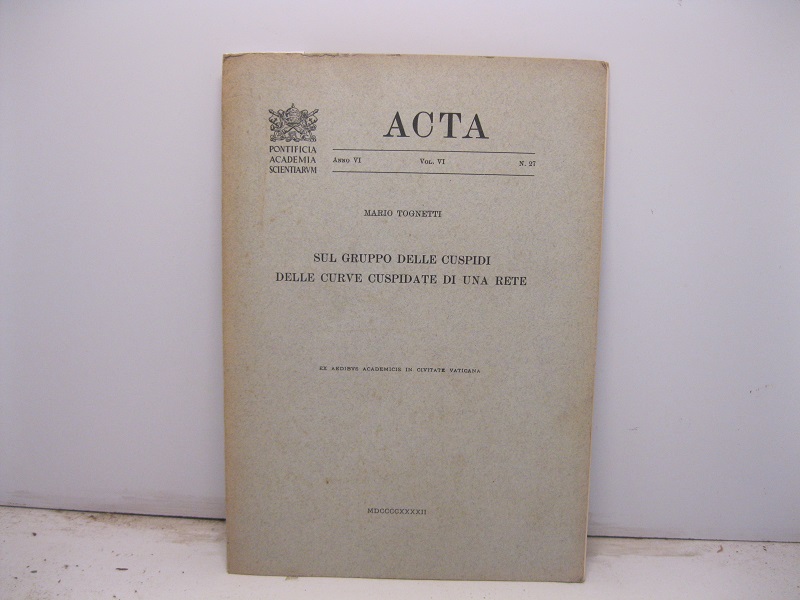 ACTA
PONTIFICIA
ACADEMIA
SCIENTIARVM
ANNO VI VOL. VI N. 27
MARIO TOGNETTI
SUL GRUPPO DELLE CUSPIDI
DELLE CURVE CUSPIDATE DI UNA RETE
EX AEDIBVS ACADEMICIS IN CIVITATE VATICANA
MDCCCCXXXXII